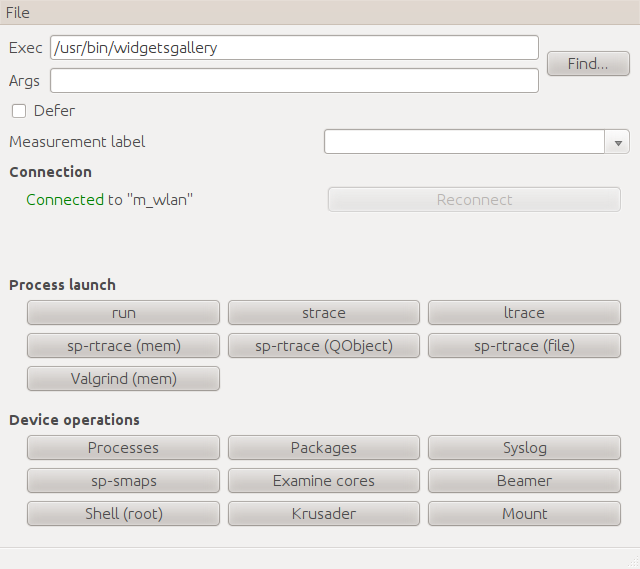 File
Exec /usr/bin/widgetsgallery
Find...
Args
Defer
Measurement label
Connection
Connected to "m_wlan" Reconnect
Process launch
run strace ltrace
sp-rtrace (mem) sp-rtrace (QObject) sp-rtrace (file)
Valgrind (mem)
Device operations
Processes Packages Syslog
sp-smaps Examine cores Beamer
Shell (root) Krusader Mount